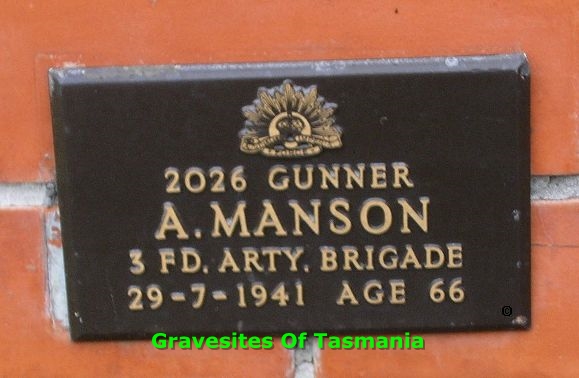 2026 GUNNER
A. MANSON
3 FD. ARTY. BRIGADE
29-7-1941 AGE 66
©
Gravesites Of Tasmania